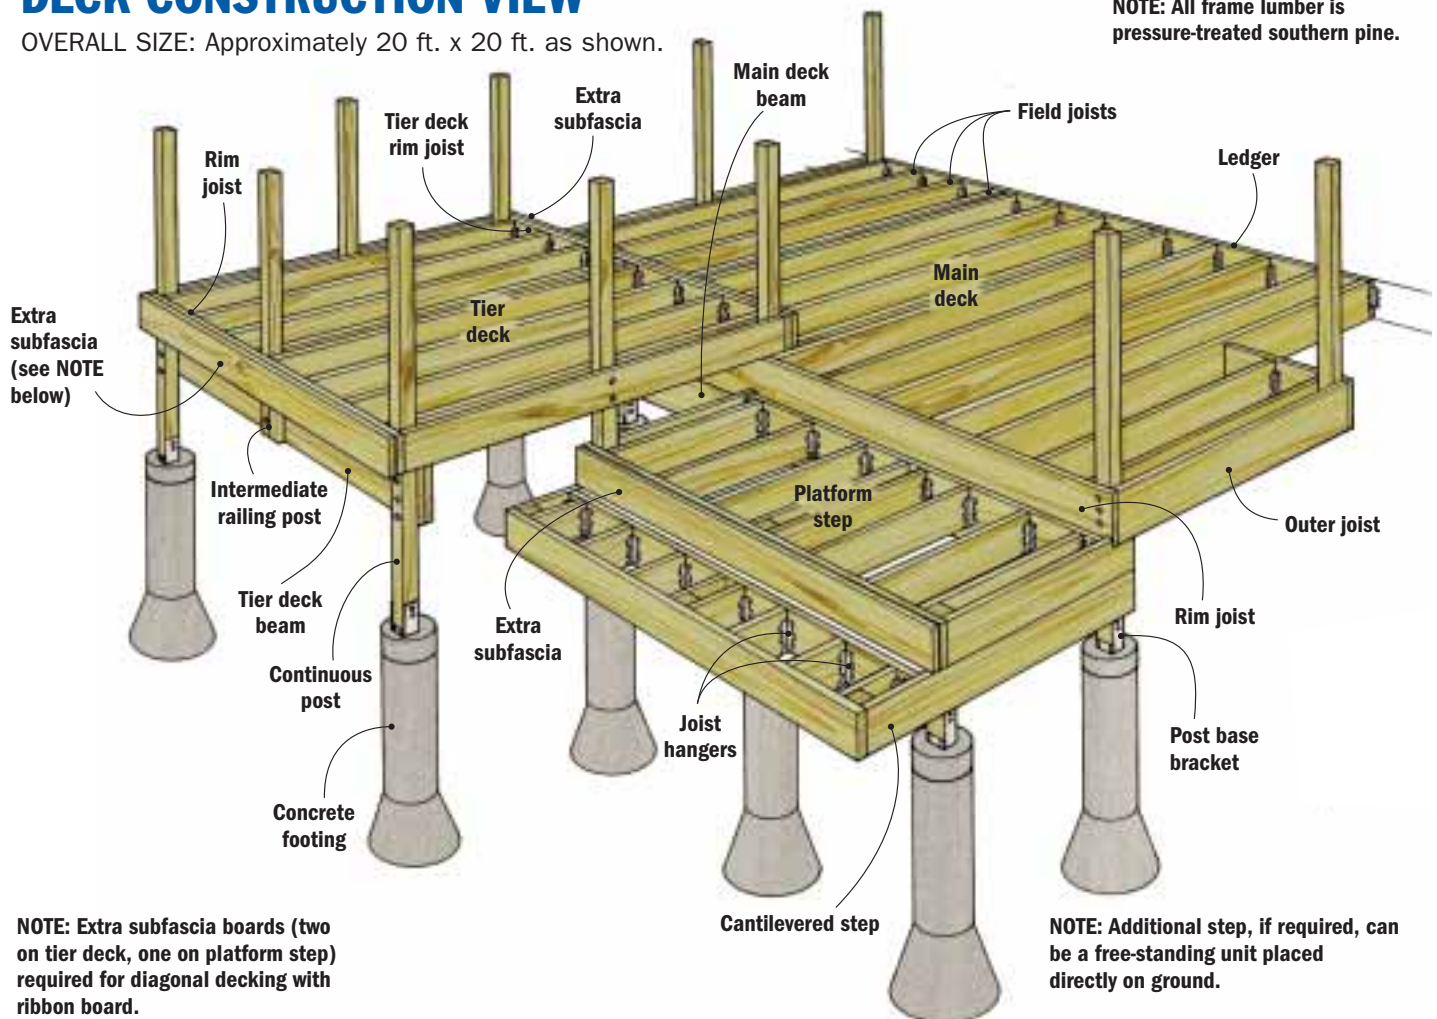 DECK CONSTRUCTION VIEW
OVERALL SIZE: Approximately 20 ft. x 20 ft. as shown.
NOTE: All frame lumber is
pressure-treated southern pine.
Main deck
beam
Extra
subfascia
Tier deck
rim joist
Field joists
Rim
joist
Ledger
Main
deck
Tier
deck
Extra
subfascia
(see NOTE
below)
Intermediate
railing post
Platform
step
Outer joist
Tier deck
beam
Extra
subfascia
Rim joist
Continuous
post
Joist
hangers
Post base
bracket
Concrete
footing
Cantilevered step
NOTE: Extra subfascia boards (two
on tier deck, one on platform step)
required for diagonal decking with
ribbon board.
NOTE: Additional step, if required, can
be a free-standing unit placed
directly on ground.